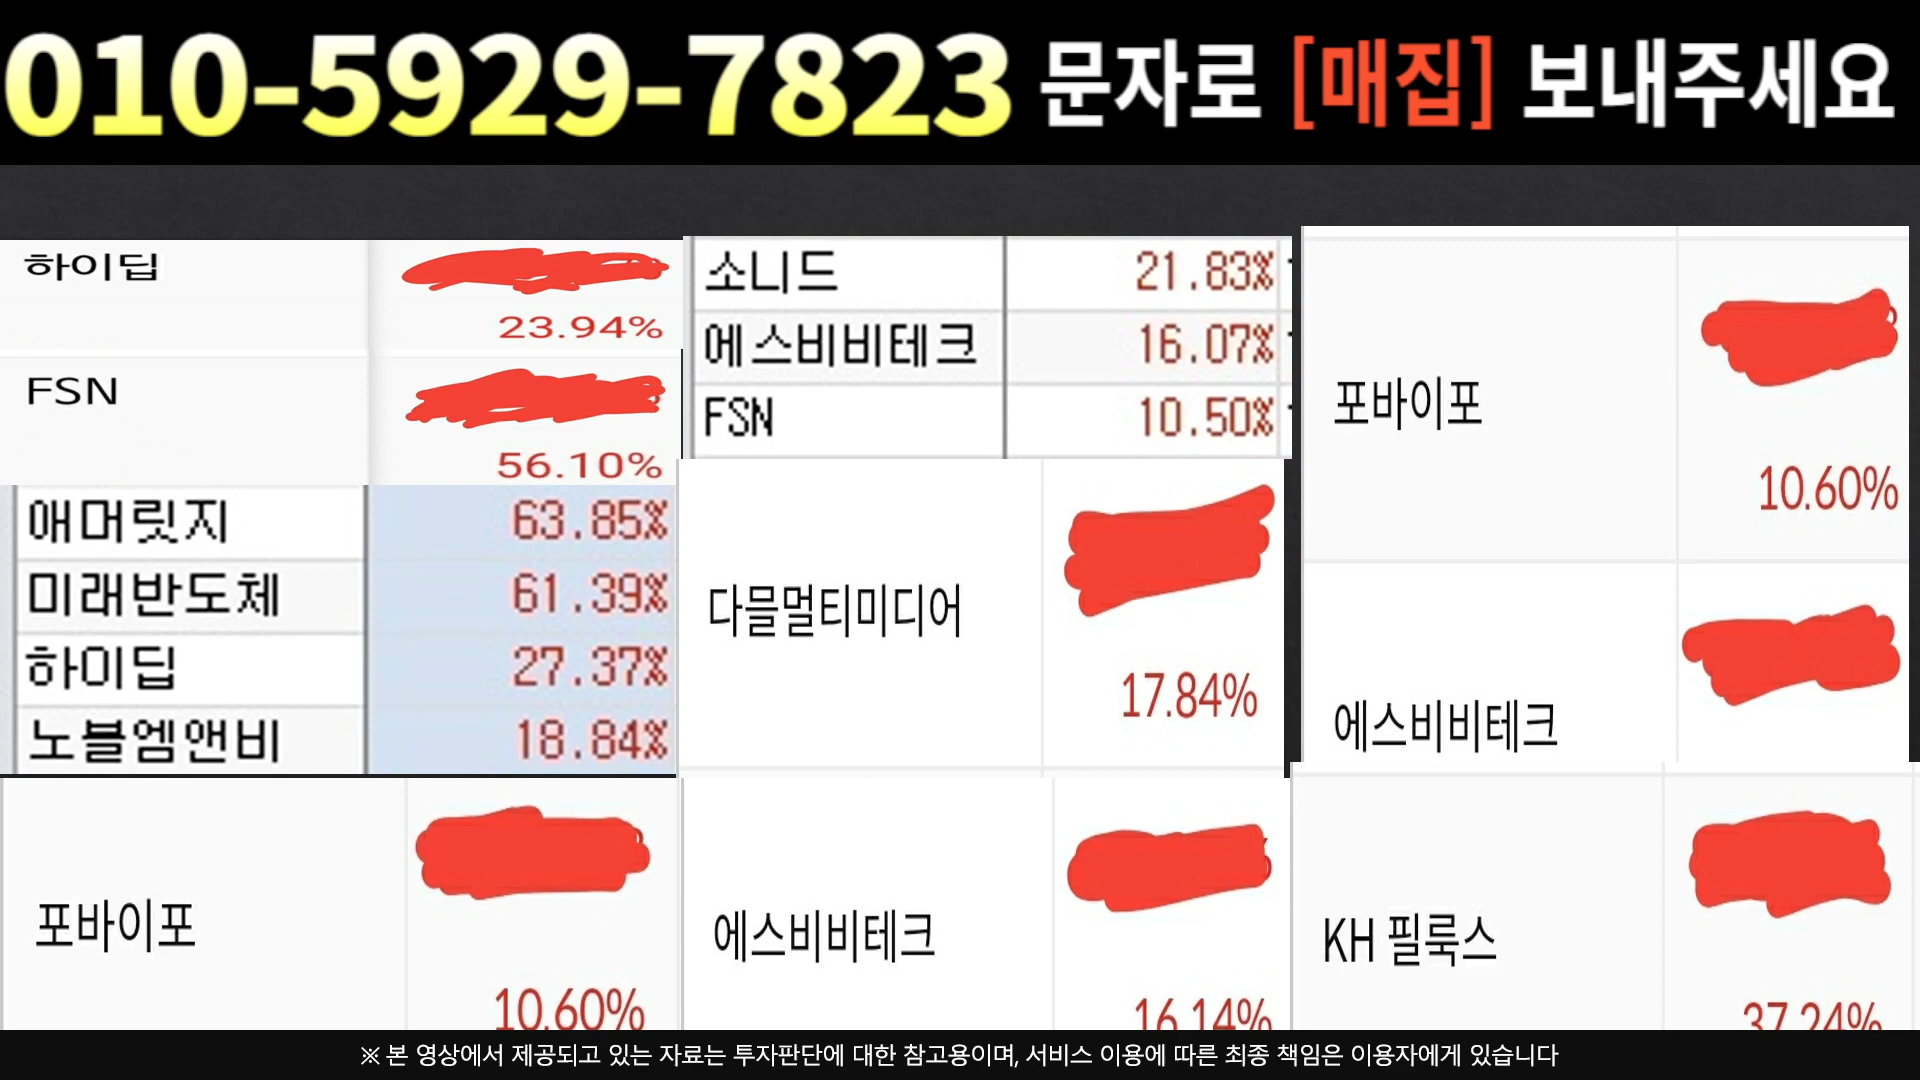 010-5929-7823 문자로 [매집] 보내주세요
하이딥
23.94%
FSN
56.10%
애머릿지 63.85%
미래반도체 61.39%
하이딥 27.37%
노블엠앤비 18.84%
소니드 21.83%
에스비비테크 16.07%
FSN 10.50%
다믈멀티미디어
17.84%
포바이포
10.60%
에스비비테크
포바이포
10.60%
에스비비테크
16.14%
KH 필룩스
37.24%
※ 본 영상에서 제공되고 있는 자료는 투자판단에 대한 참고용이며, 서비스 이용에 따른 최종 책임은 이용자에게 있습니다